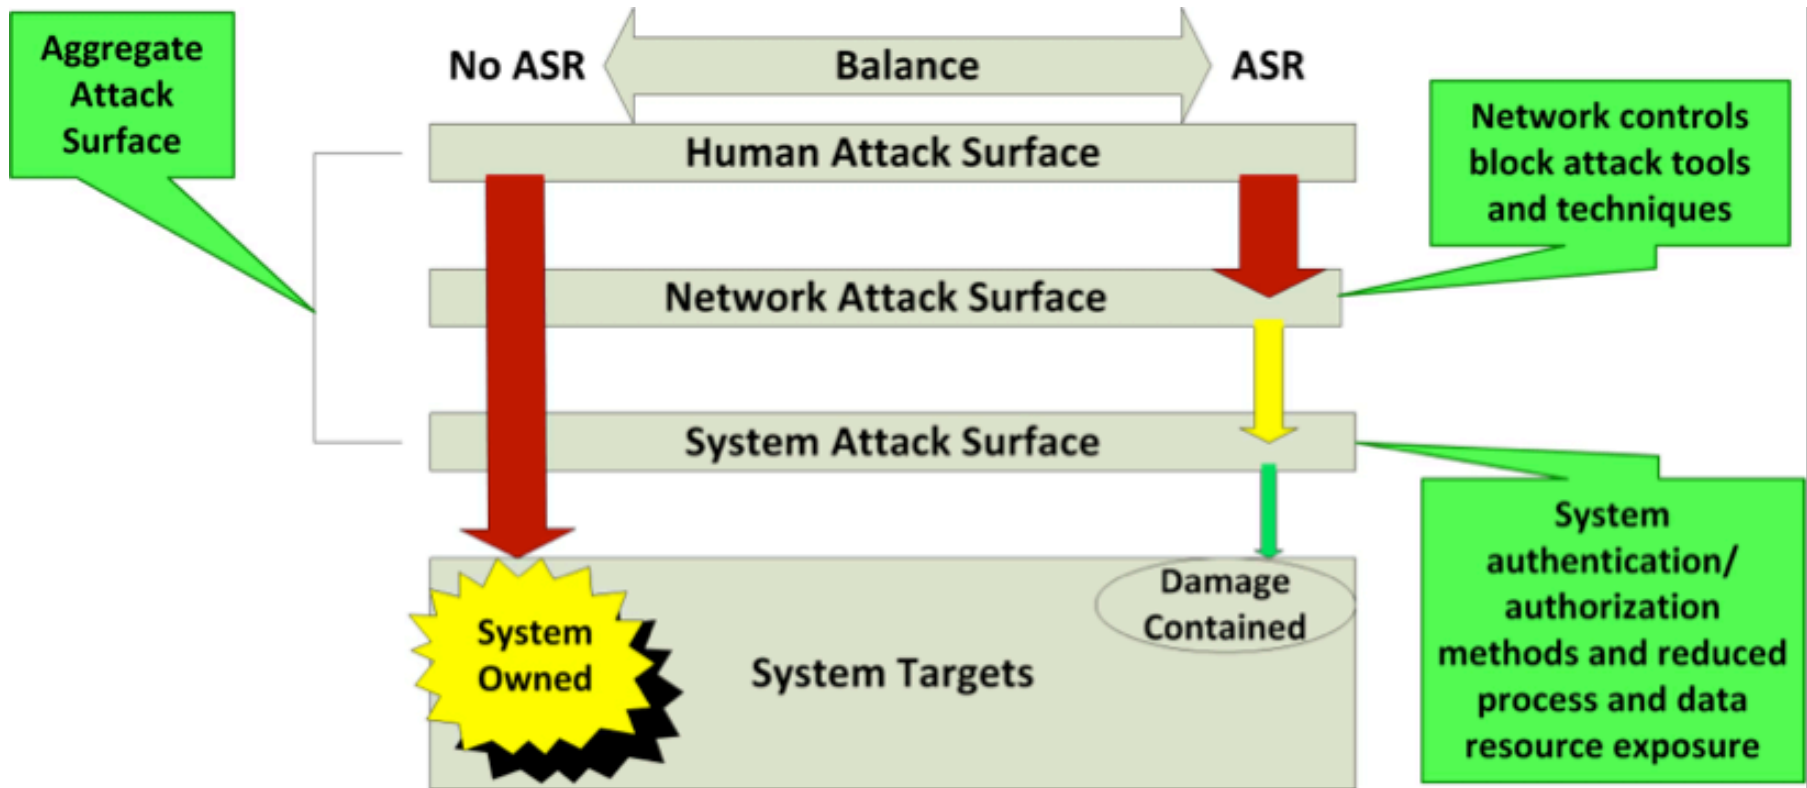 Aggregate
Attack
Surface
No ASR
Balance
ASR
Human Attack Surface
Network controls
block attack tools
and techniques
Network Attack Surface
System Attack Surface
System
authentication/
authorization
methods and reduced
process and data
resource exposure
Damage
Contained
System
Owned
System Targets